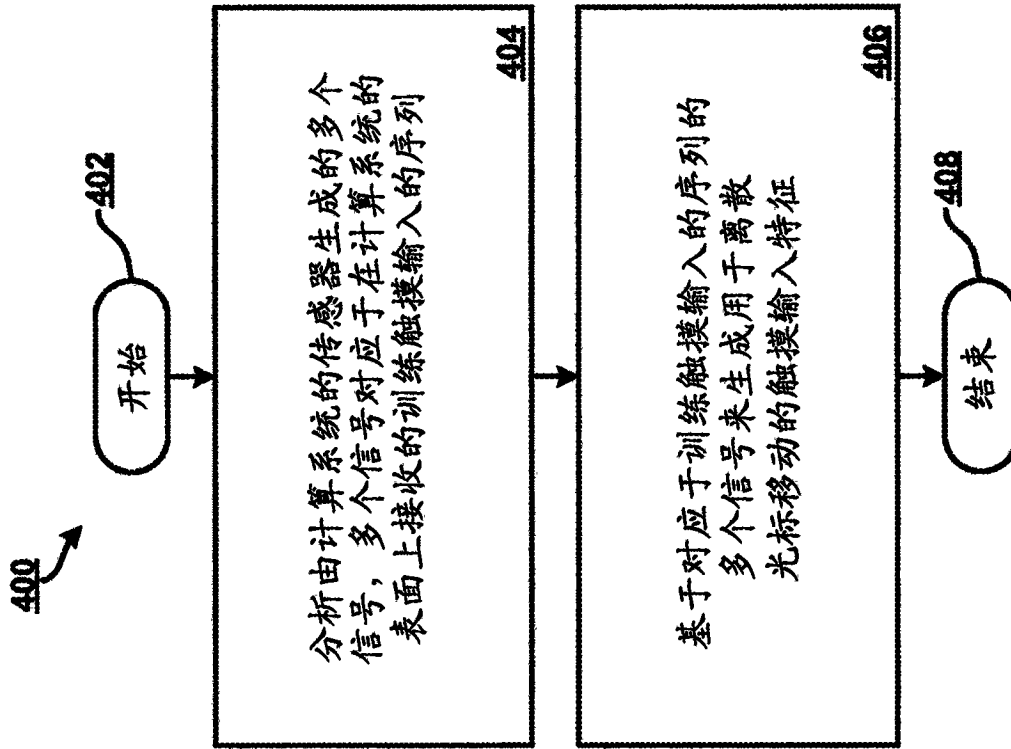 400
开始
402
分析由计算系统的传感器生成的多个
信号，多个信号对应于在计算系统的
表面上接收的训练触摸输入的序列
404
基于对应于训练触摸输入的序列的
多个信号来生成用于离散
光标移动的触摸输入特征
406
结束
408